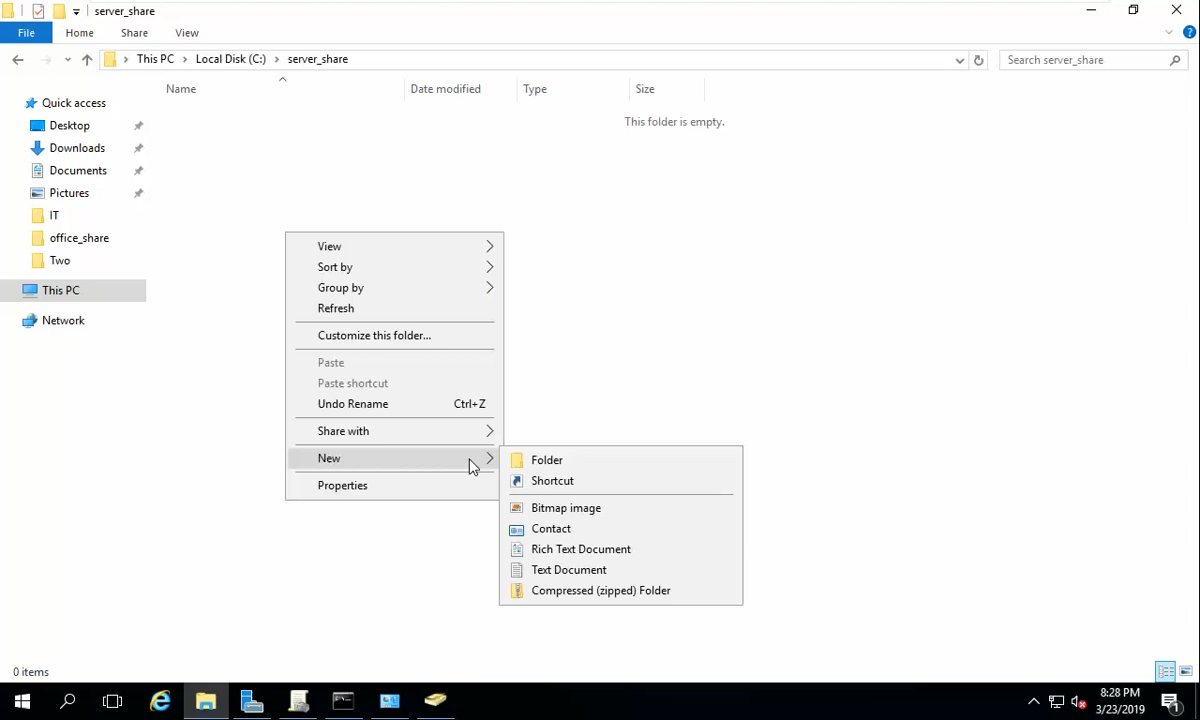 server_share
File
Home
Share
View
This PC
Local Disk (C:)
server_share
Search server_share
Name
Date modified
Type
Size
This folder is empty.
Quick access
Desktop
Downloads
Documents
Pictures
IT
office_share
Two
This PC
Network
View
Sort by
Group by
Refresh
Customize this folder...
Paste
Paste shortcut
Undo Rename Ctrl+Z
Share with
New
Properties
Folder
Shortcut
Bitmap image
Contact
Rich Text Document
Text Document
Compressed (zipped) Folder
0 items
8:28 PM
3/23/2019
1